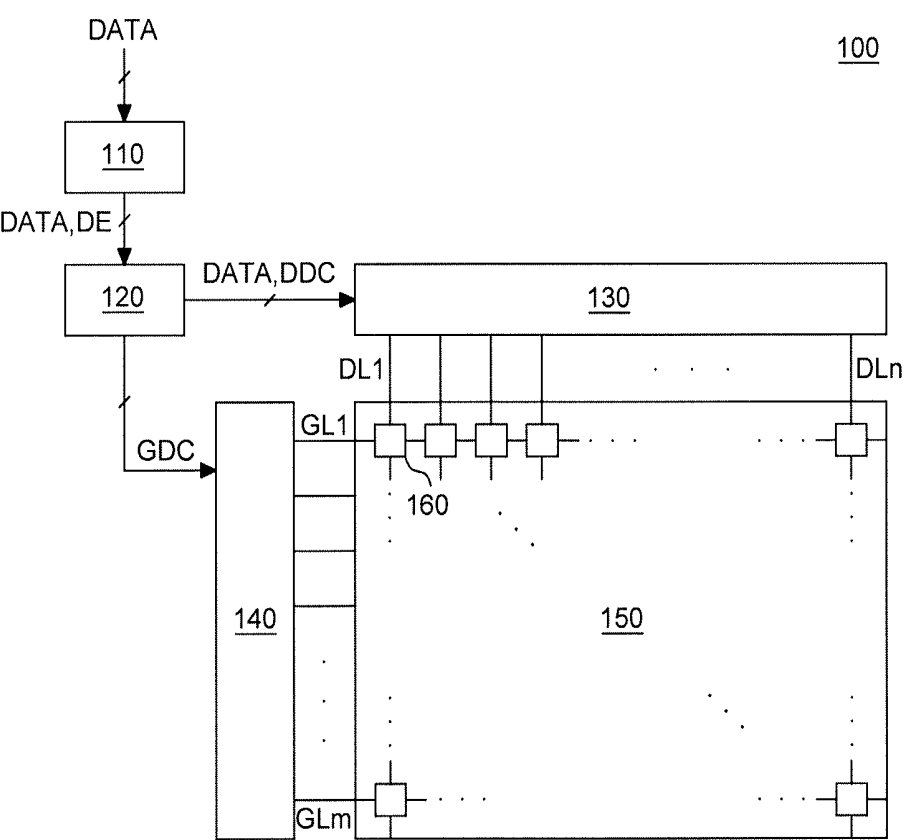 DATA
100
110
DATA,DE
DATA,DDC
120
130
DL1
DLn
GL1
GDC
160
140
150
GLm